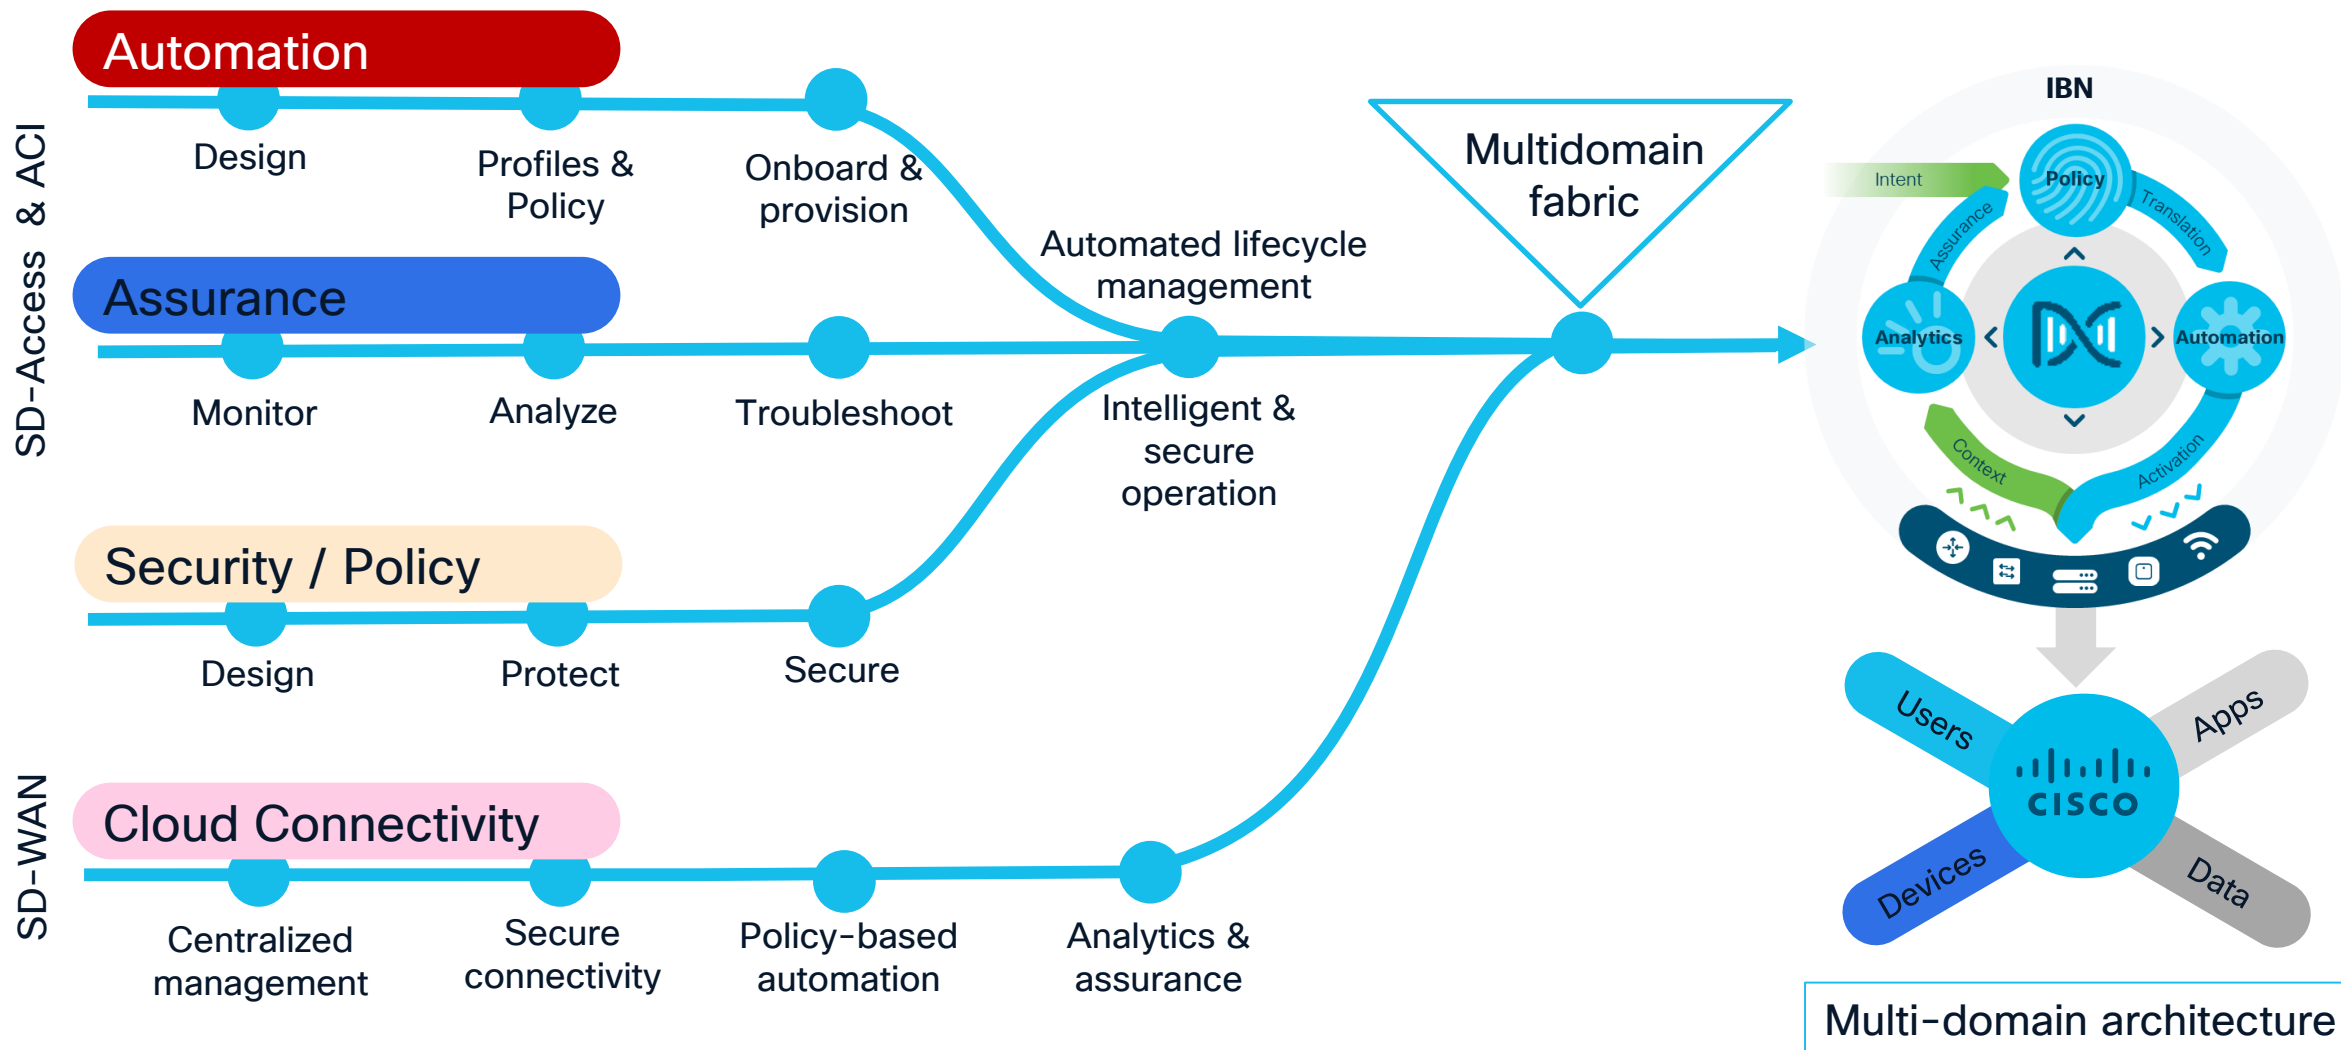 Automation
Design
Profiles &
Policy
Onboard &
provision
SD-Access & ACI
Assurance
Monitor
Analyze
Troubleshoot
Automated lifecycle
management
Intelligent &
secure
operation
Multidomain
fabric
Security / Policy
Design
Protect
Secure
SD-WAN
Cloud Connectivity
Centralized
management
Secure
connectivity
Policy-based
automation
Analytics &
assurance
IBN
Intent
Policy
Assurance
Translation
Analytics
Automation
Context
Activation
Users
Apps
CISCO
Devices
Data
Multi-domain architecture